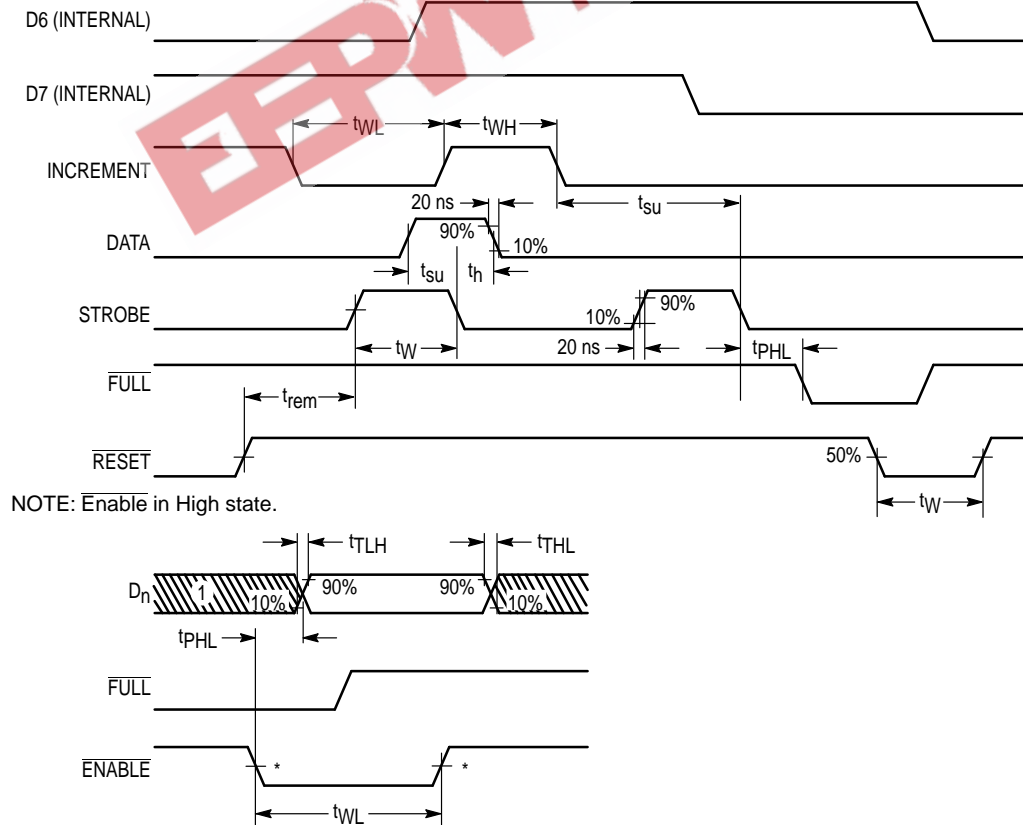 D6 (INTERNAL)
D7 (INTERNAL)
tWL tWH
INCREMENT
20 ns tsu
DATA 90% 10%
tsu th
STROBE 10% 90%
tW 20 ns tPHL
FULL
trem
RESET 50%
NOTE: Enable in High state. tW
tTLH tTHL
Dn 1 10% 90% 90% 10%
tPHL
FULL
ENABLE * *
tWL